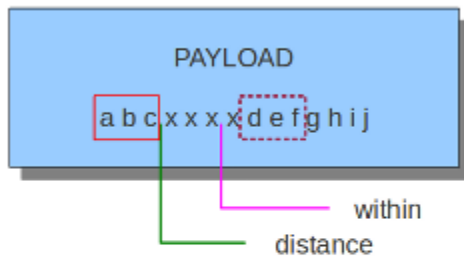 PAYLOAD
a b c x x x x d e f g h i j
within
distance